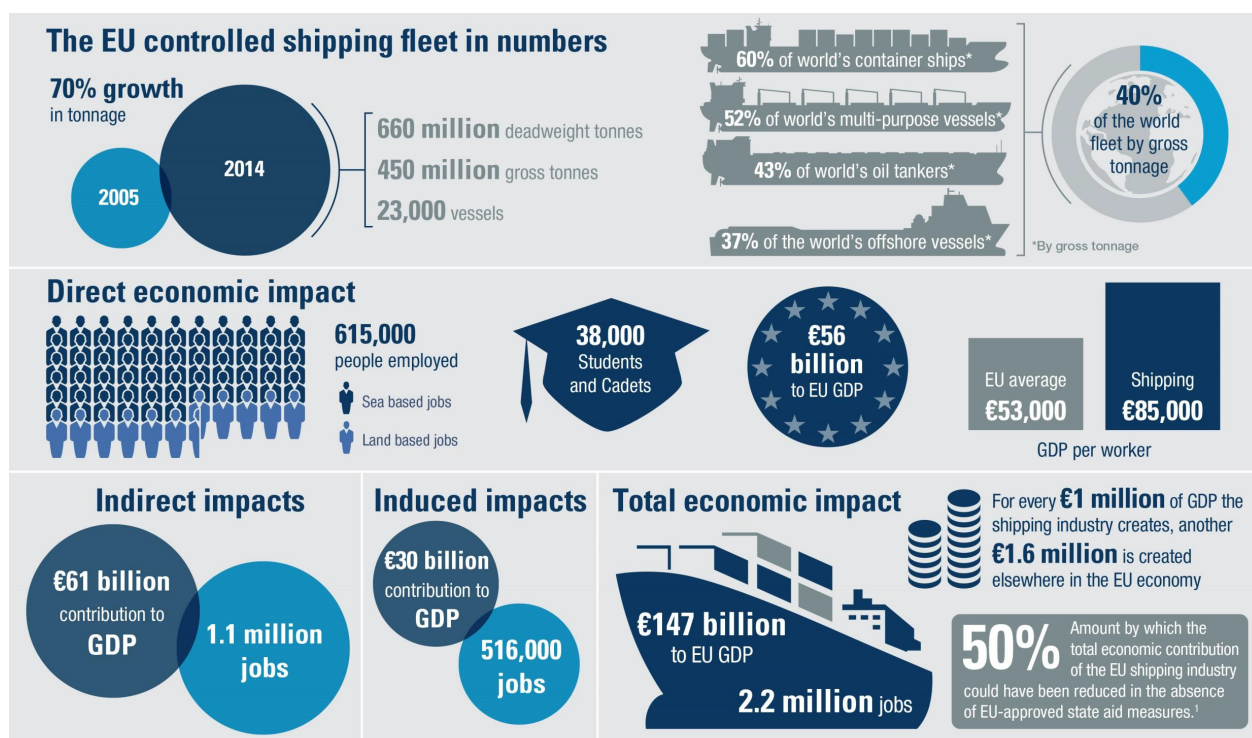 The EU controlled shipping fleet in numbers
70% growth
in tonnage
2005
2014
660 million deadweight tonnes
450 million gross tonnes
23,000 vessels
60% of world's container ships*
52% of world's multi-purpose vessels*
43% of world's oil tankers*
37% of the world's offshore vessels*
40%
of the world
fleet by gross
tonnage
*By gross tonnage
Direct economic impact
615,000
people employed
Sea based jobs
Land based jobs
38,000
Students
and Cadets
€56
billion
to EU GDP
EU average
€53,000
Shipping
€85,000
GDP per worker
Indirect impacts
€61 billion
contribution to
GDP
1.1 million
jobs
Induced impacts
€30 billion
contribution to
GDP
516,000
jobs
Total economic impact
€147 billion
to EU GDP
2.2 million jobs
For every €1 million of GDP the
shipping industry creates, another
€1.6 million is created
elsewhere in the EU economy
50%
Amount by which the
total economic contribution
of the EU shipping industry
could have been reduced in the absence
of EU-approved state aid measures.¹